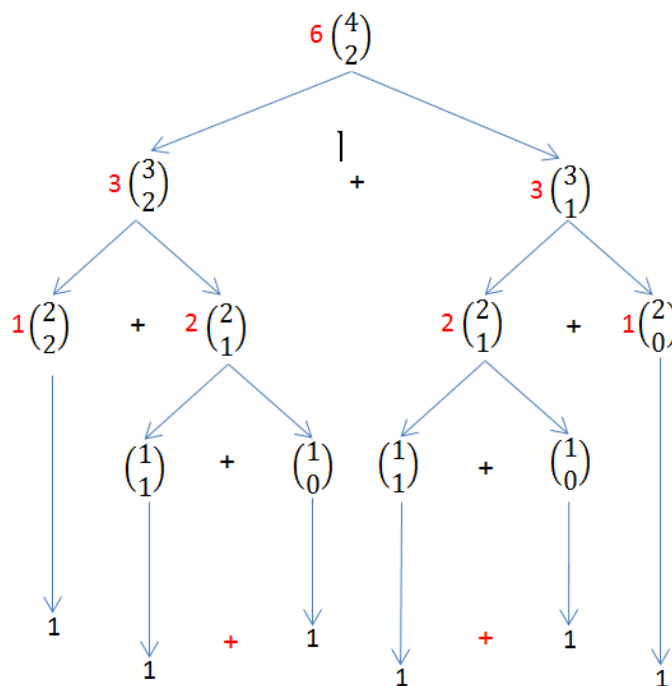 6 (4 2)
3 (3 2) + 3 (3 1)
1 (2 2) + 2 (2 1) 2 (2 1) + 1 (2 0)
(1 1) + (1 0) (1 1) + (1 0)
1 1 + 1 1 + 1 1